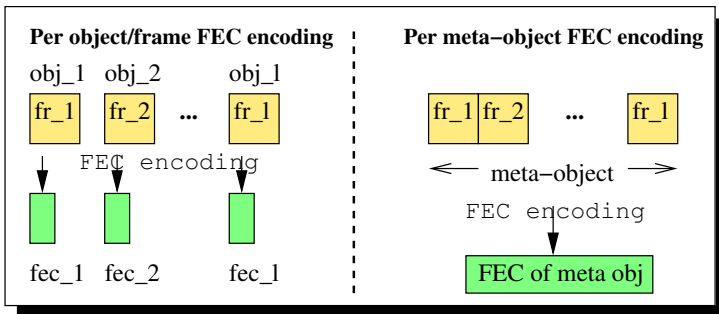 Per object/frame FEC encoding
obj_1 obj_2 obj_l
fr_1 fr_2 ... fr_l
FEC encoding
fec_1 fec_2 fec_l
Per meta−object FEC encoding
fr_1 fr_2 ... fr_l
meta−object
FEC encoding
FEC of meta obj